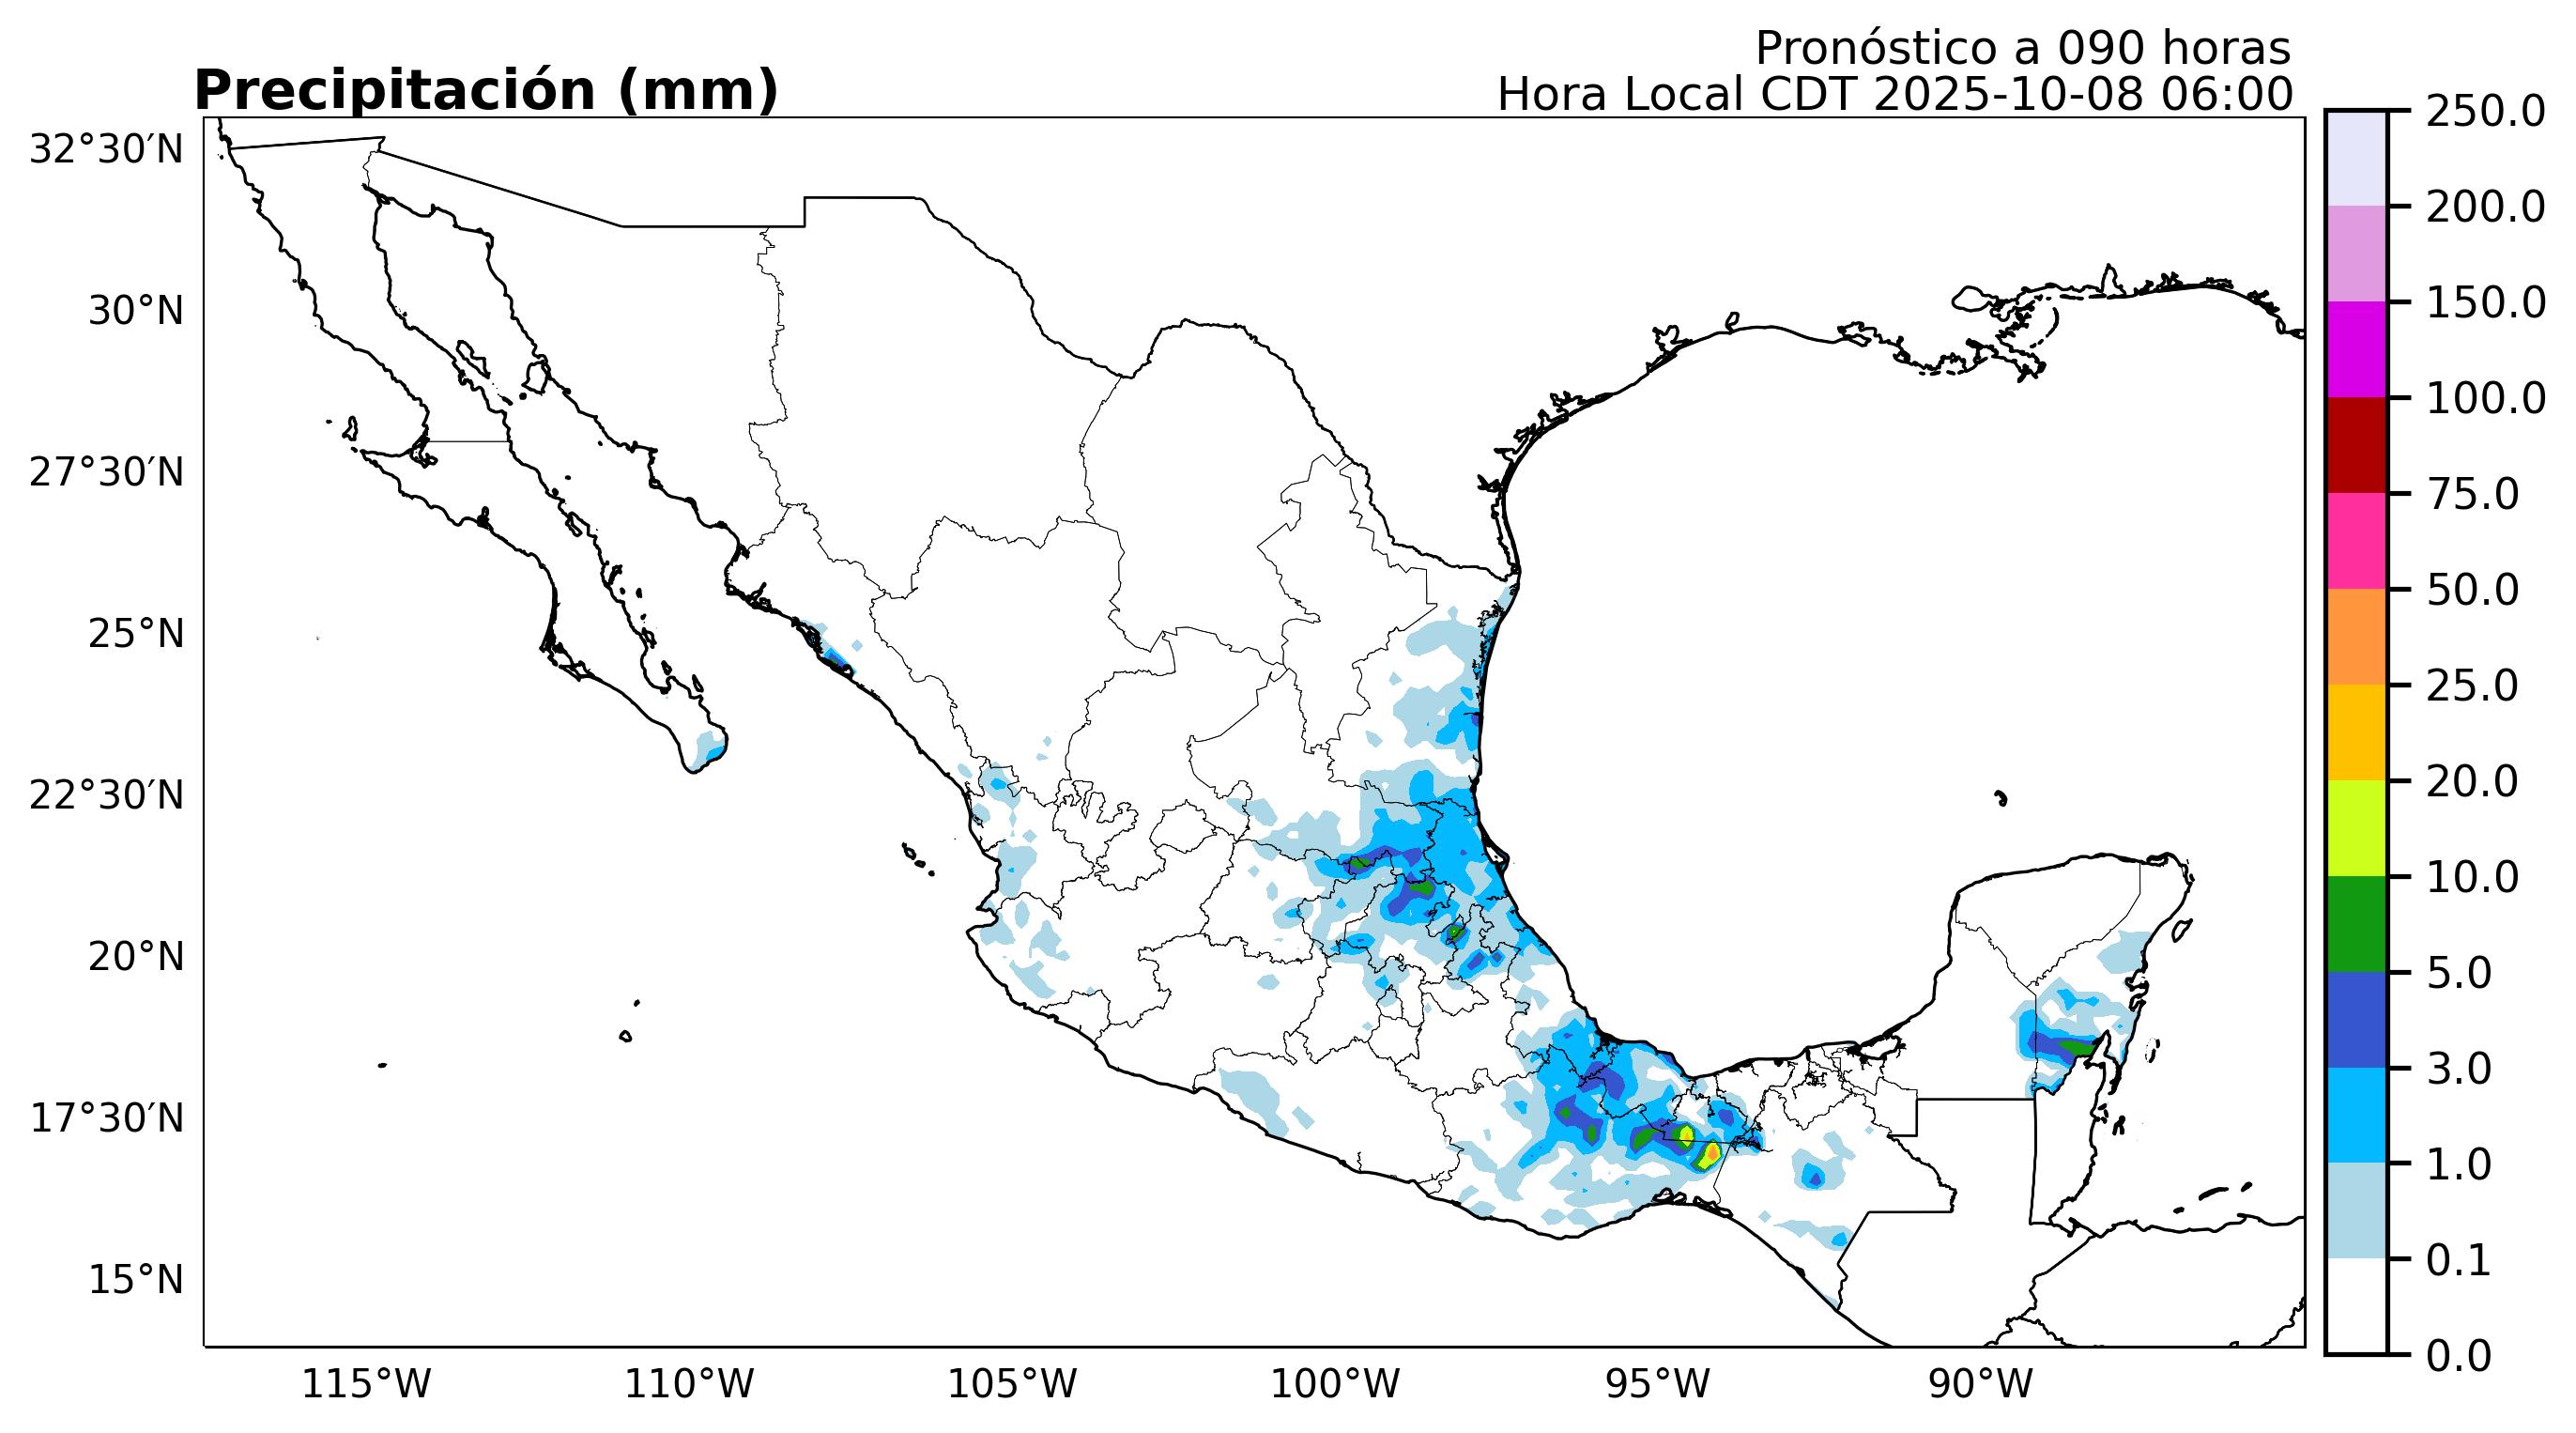 Pronóstico a 090 horas
Precipitación (mm)
Hora Local CDT 2025-10-08 06:00
32°30′N
30°N
27°30′N
25°N
22°30′N
20°N
17°30′N
15°N
115°W
110°W
105°W
100°W
95°W
90°W
250.0
200.0
150.0
100.0
75.0
50.0
25.0
20.0
10.0
5.0
3.0
1.0
0.1
0.0